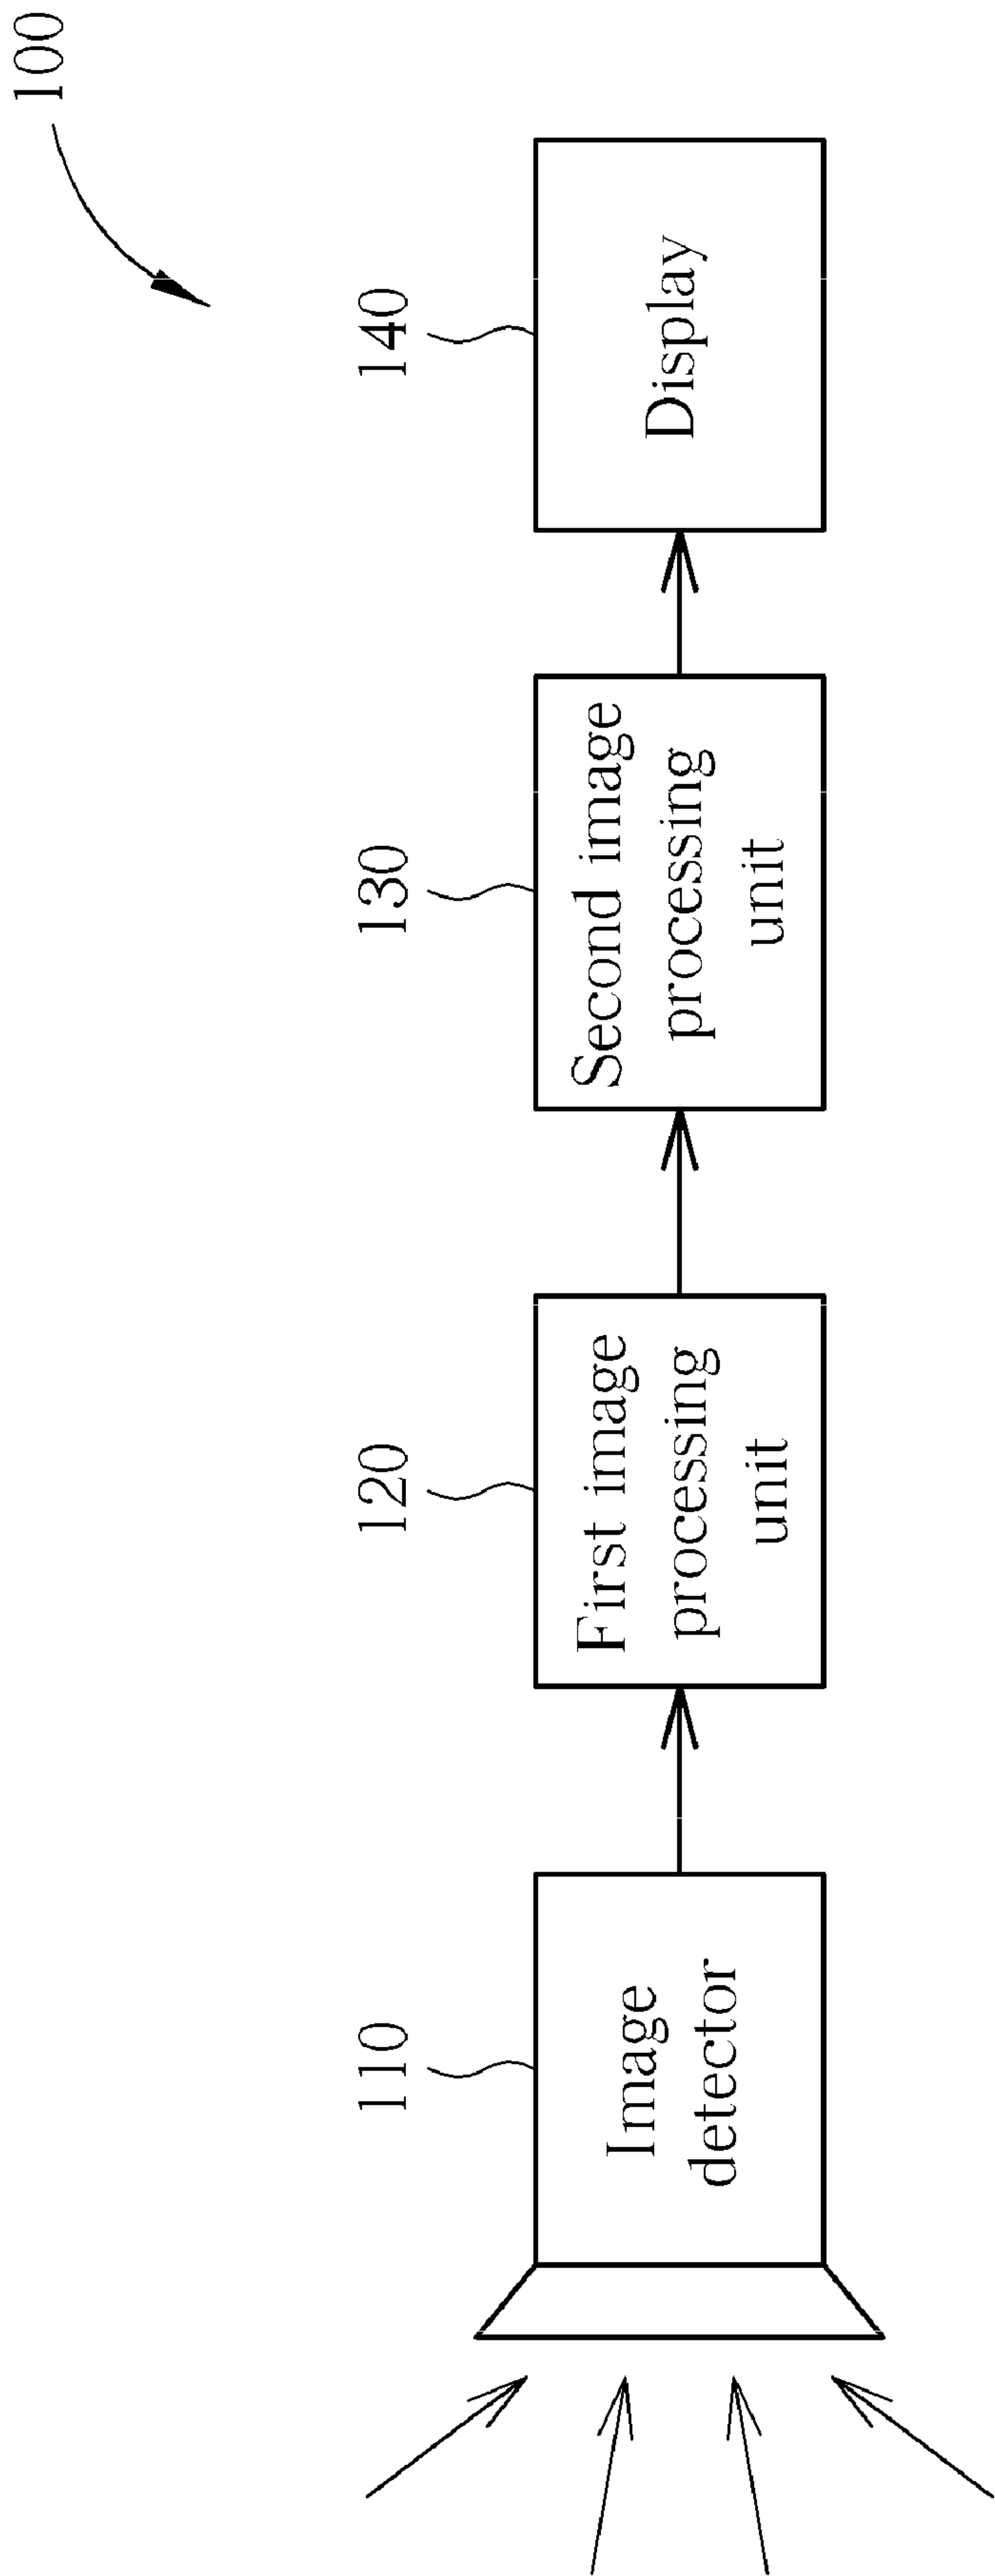 100
110
120
130
140
Image
detector
First image
processing
unit
Second image
processing
unit
Display